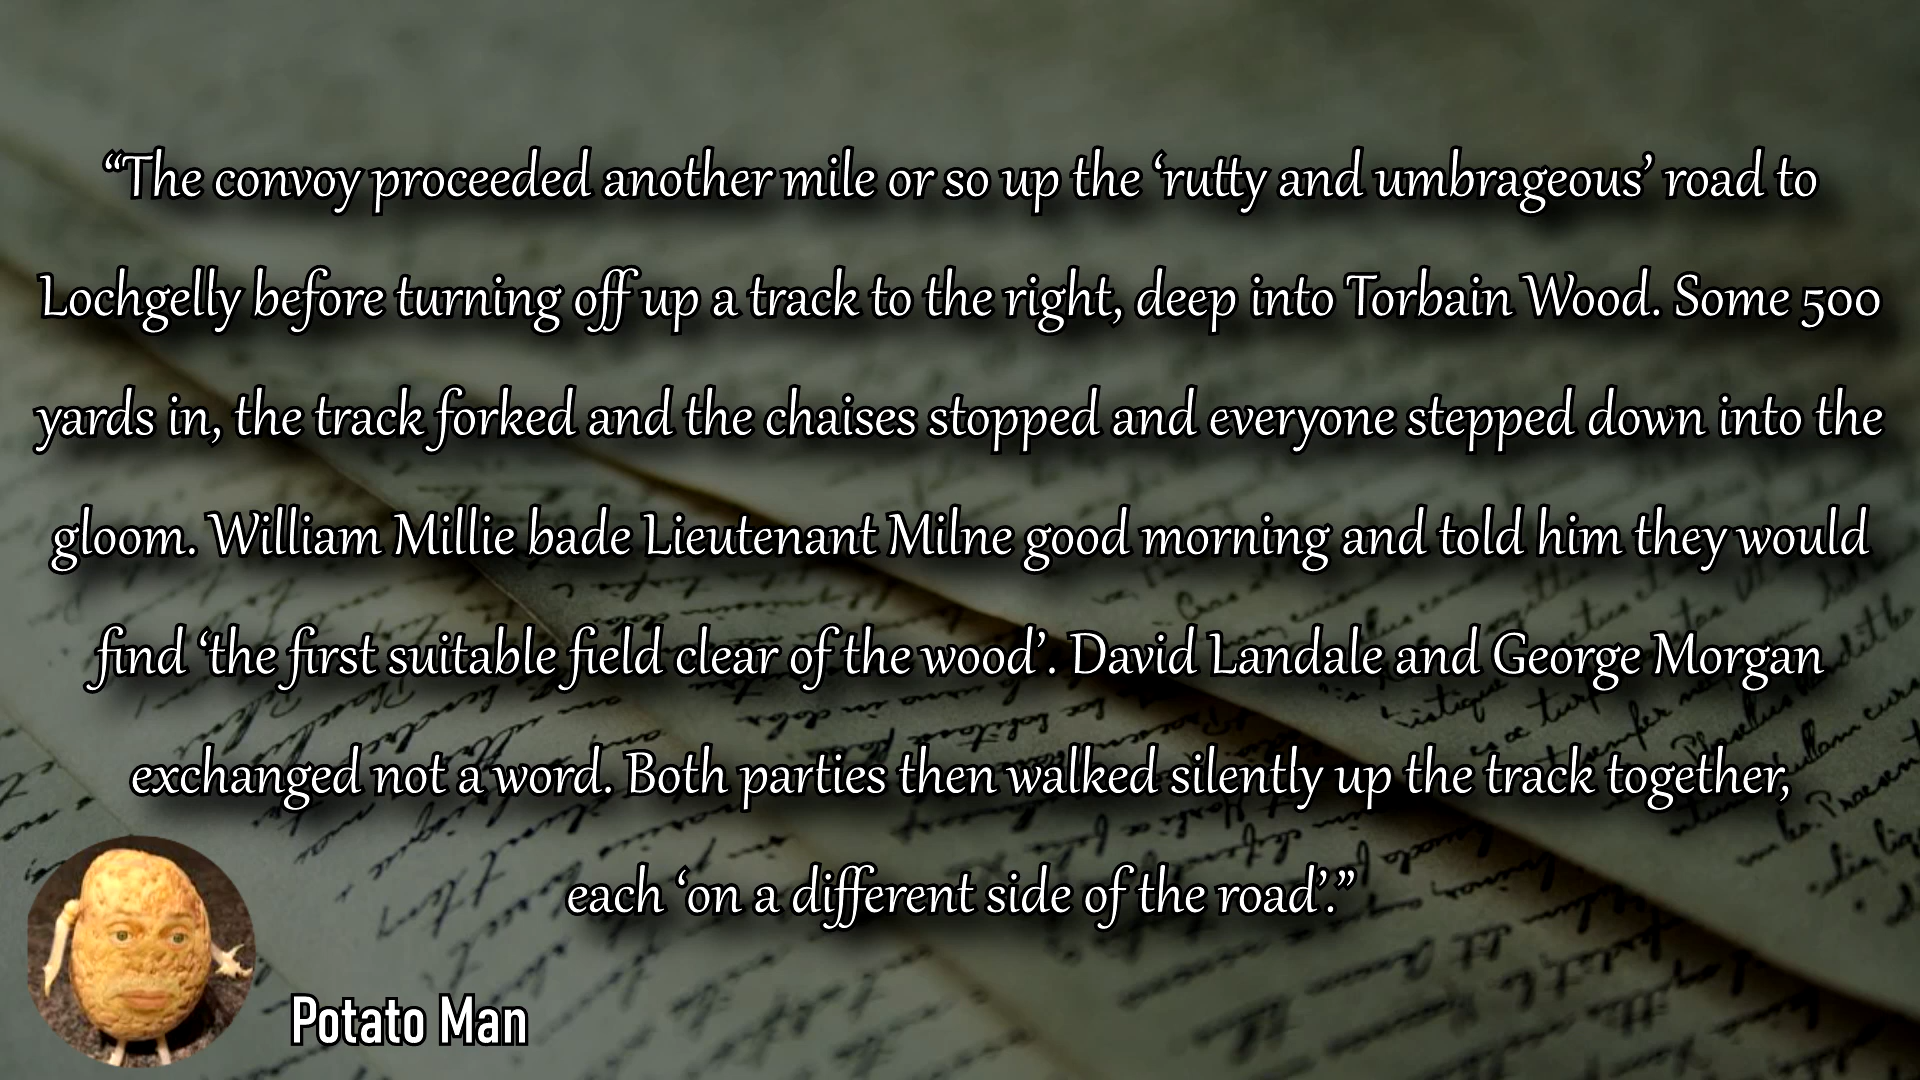 “The convoy proceeded another mile or so up the ‘rutty and umbrageous’ road to
Lochgelly before turning off up a track to the right, deep into Torbain Wood. Some 500
yards in, the track forked and the chaises stopped and everyone stepped down into the
gloom. William Millie bade Lieutenant Milne good morning and told him they would
find ‘the first suitable field clear of the wood’. David Landale and George Morgan
exchanged not a word. Both parties then walked silently up the track together,
each ‘on a different side of the road’.”
Potato Man